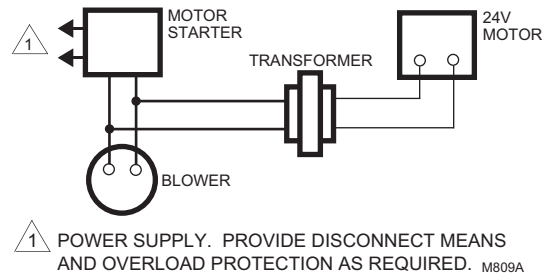 1
MOTOR
STARTER
24V
MOTOR
TRANSFORMER
BLOWER
1 POWER SUPPLY. PROVIDE DISCONNECT MEANS
AND OVERLOAD PROTECTION AS REQUIRED. M809A